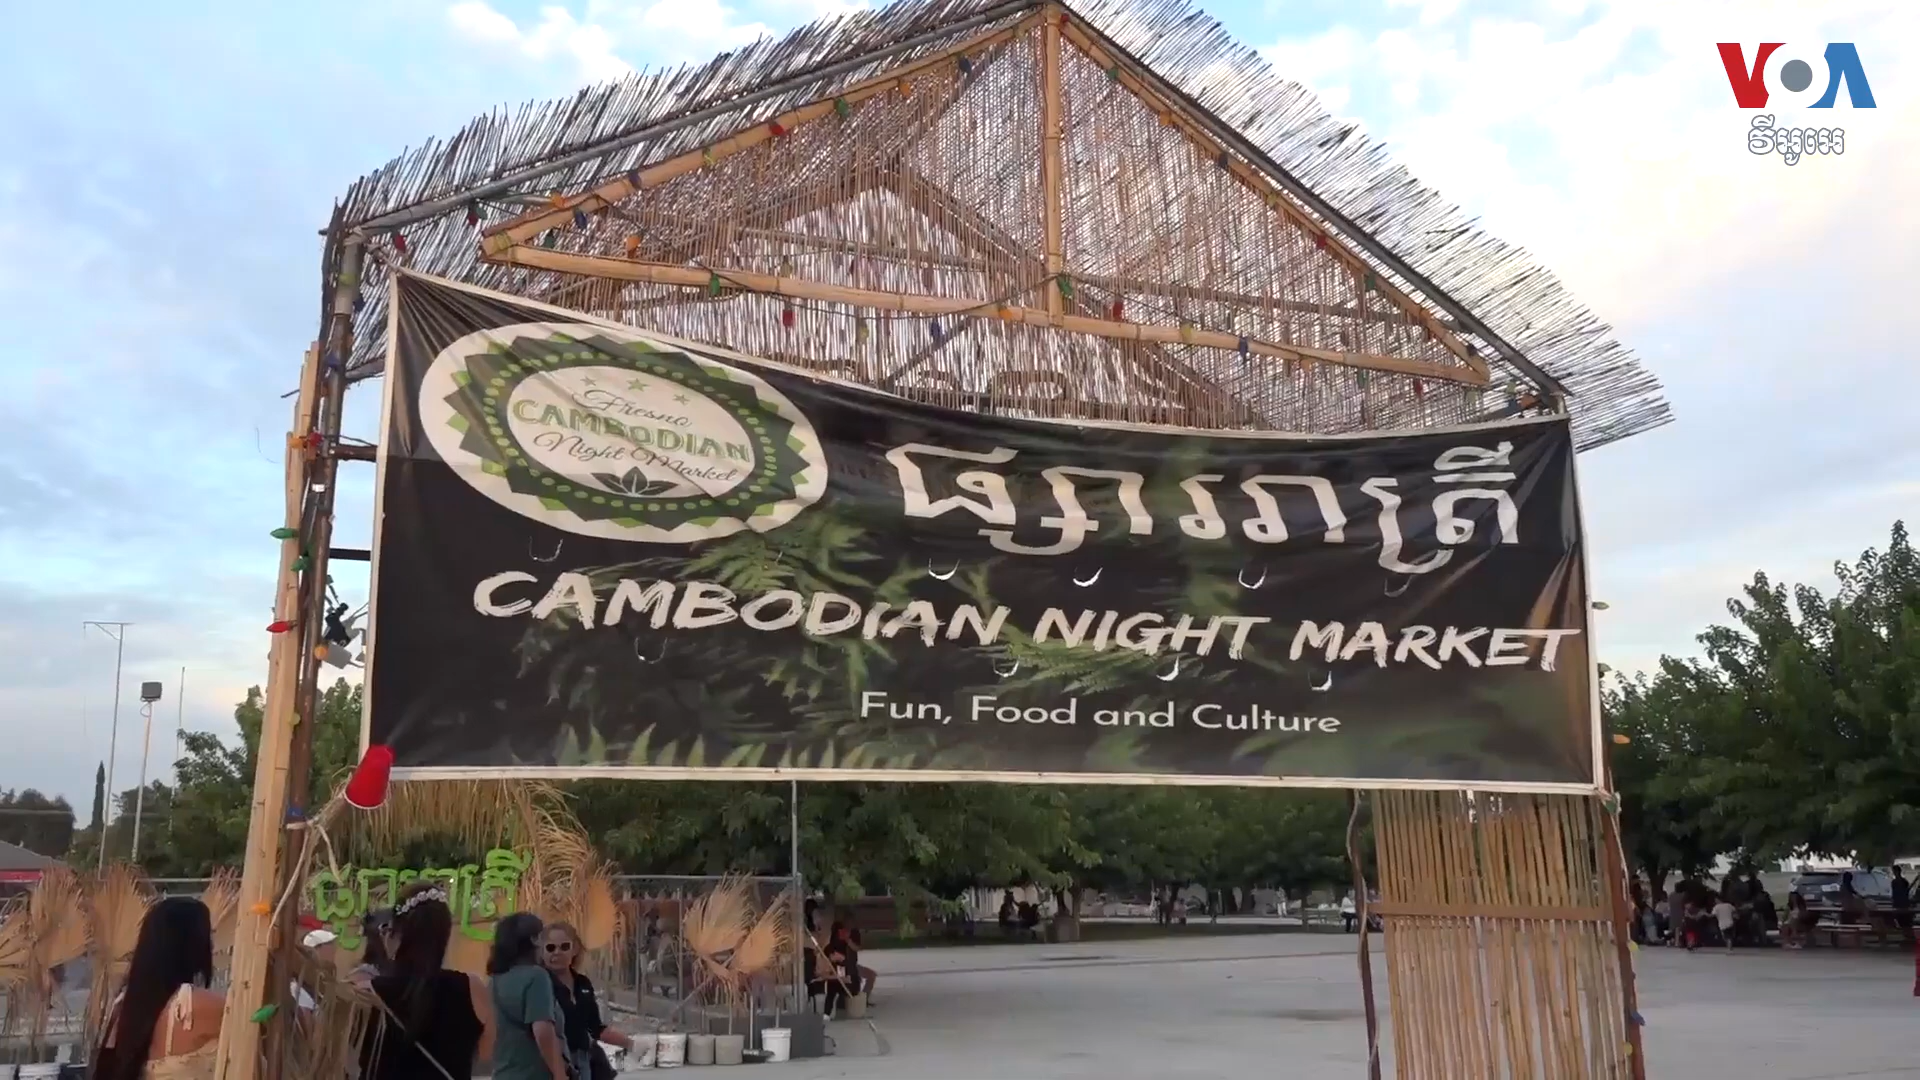 VOA
វីអូអេ
Fresno
CAMBODIAN
Night Market
ផ្សាររាត្រី
CAMBODIAN NIGHT MARKET
Fun, Food and Culture
ផ្សាររាត្រី